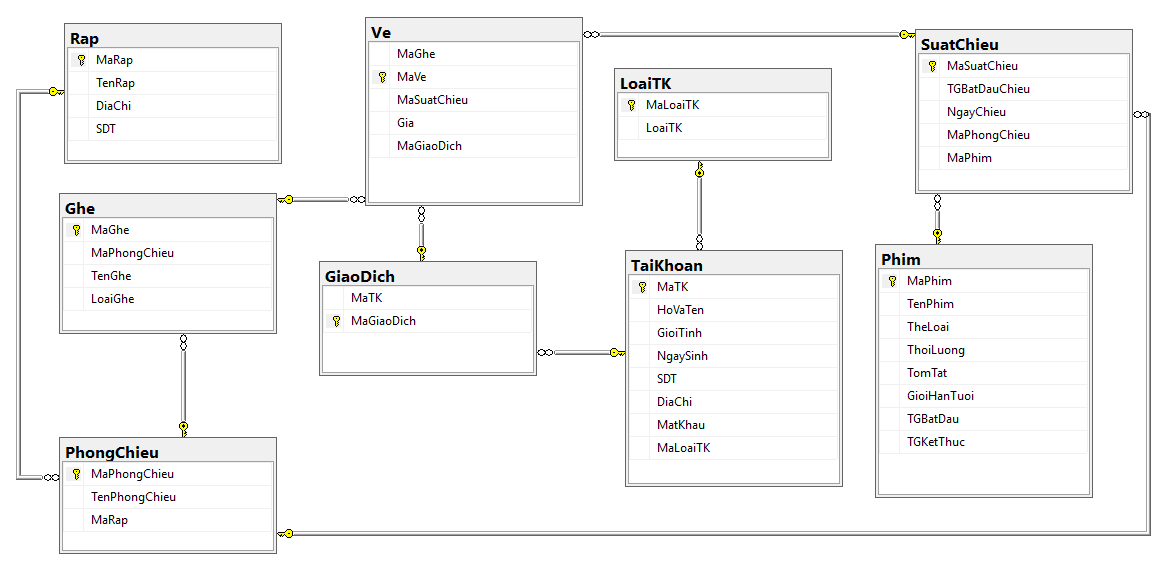 Rap
MaRap
TenRap
DiaChi
SDT
Ve
MaGhe
MaVe
MaSuatChieu
Gia
MaGiaoDich
LoaiTK
MaLoaiTK
LoaiTK
SuatChieu
MaSuatChieu
TGBatDauChieu
NgayChieu
MaPhongChieu
MaPhim
Ghe
MaGhe
MaPhongChieu
TenGhe
LoaiGhe
GiaoDich
MaTK
MaGiaoDich
TaiKhoan
MaTK
HoVaTen
GioiTinh
NgaySinh
SDT
DiaChi
MatKhau
MaLoaiTK
Phim
MaPhim
TenPhim
TheLoai
ThoiLuong
TomTat
GioiHanTuoi
TGBatDau
TGKetThuc
PhongChieu
MaPhongChieu
TenPhongChieu
MaRap